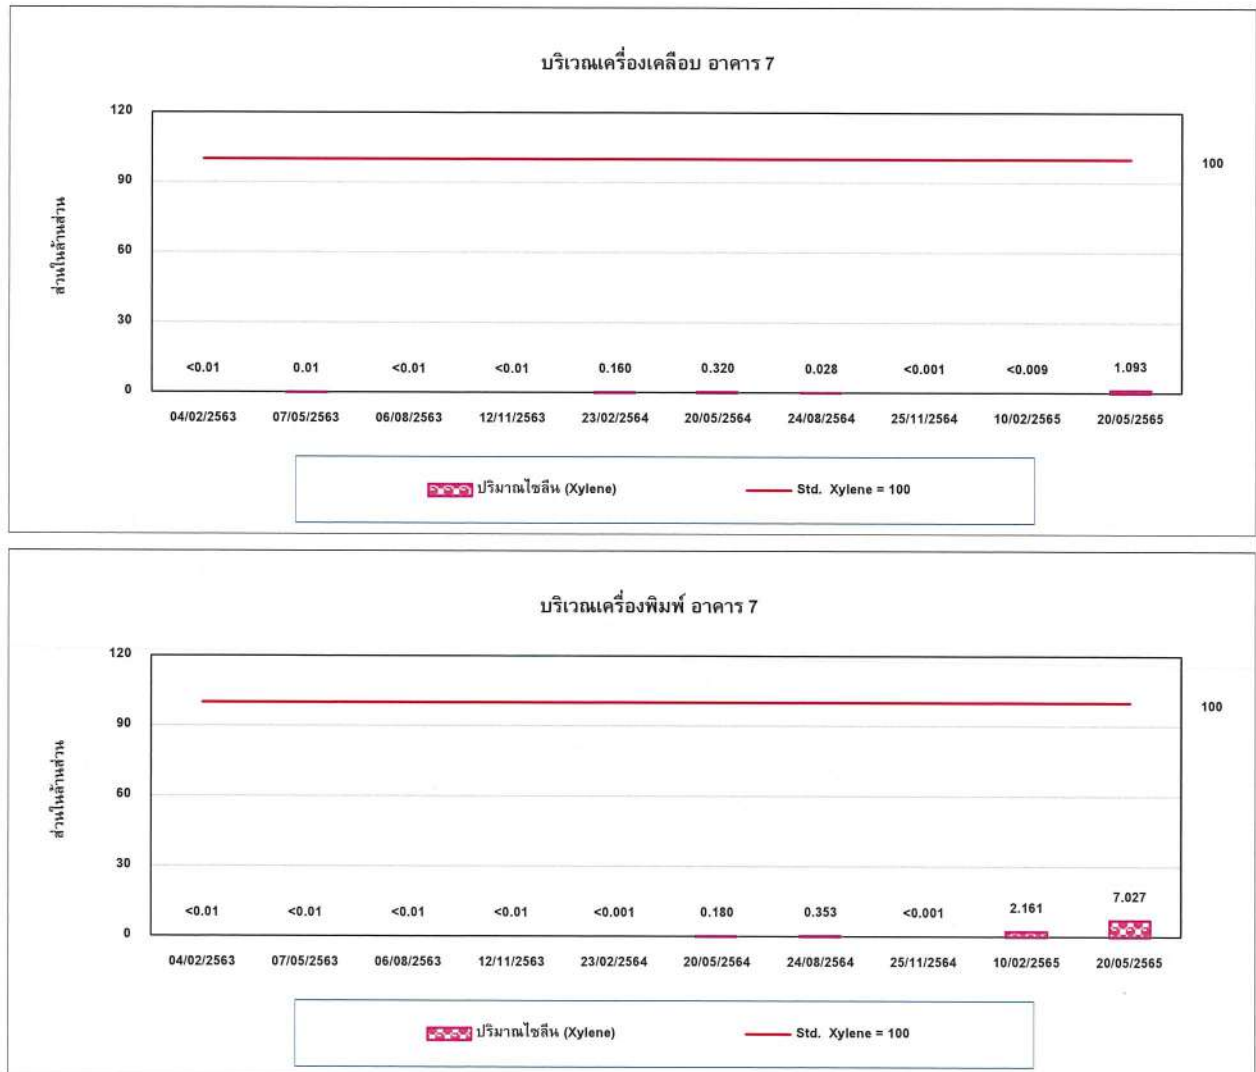 บริเวณเครื่องเคลือบ อาคาร 7
120
90
60
30
0
ส่วนในล้านส่วน
100
<0.01 0.01 <0.01 <0.01 0.160 0.320 0.028 <0.001 <0.009 1.093
04/02/2563 07/05/2563 06/08/2563 12/11/2563 23/02/2564 20/05/2564 24/08/2564 25/11/2564 10/02/2565 20/05/2565
ปริมาณไซลีน (Xylene) Std. Xylene = 100
บริเวณเครื่องพิมพ์ อาคาร 7
120
90
60
30
0
ส่วนในล้านส่วน
100
<0.01 <0.01 <0.01 <0.01 <0.001 0.180 0.353 <0.001 2.161 7.027
04/02/2563 07/05/2563 06/08/2563 12/11/2563 23/02/2564 20/05/2564 24/08/2564 25/11/2564 10/02/2565 20/05/2565
ปริมาณไซลีน (Xylene) Std. Xylene = 100